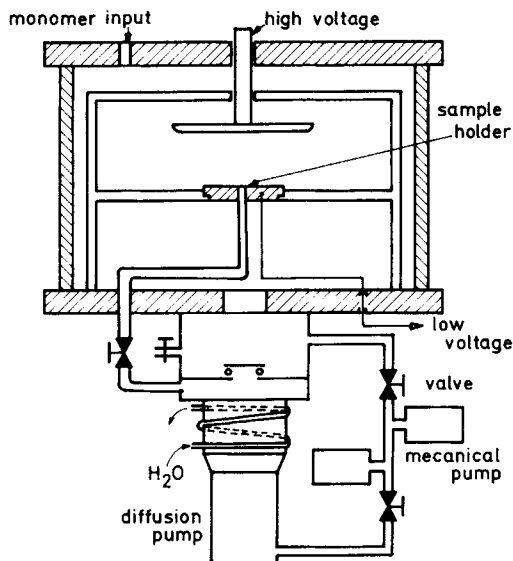 monomer input
high voltage
sample
holder
low
voltage
valve
mecanical
pump
H2O
diffusion
pump